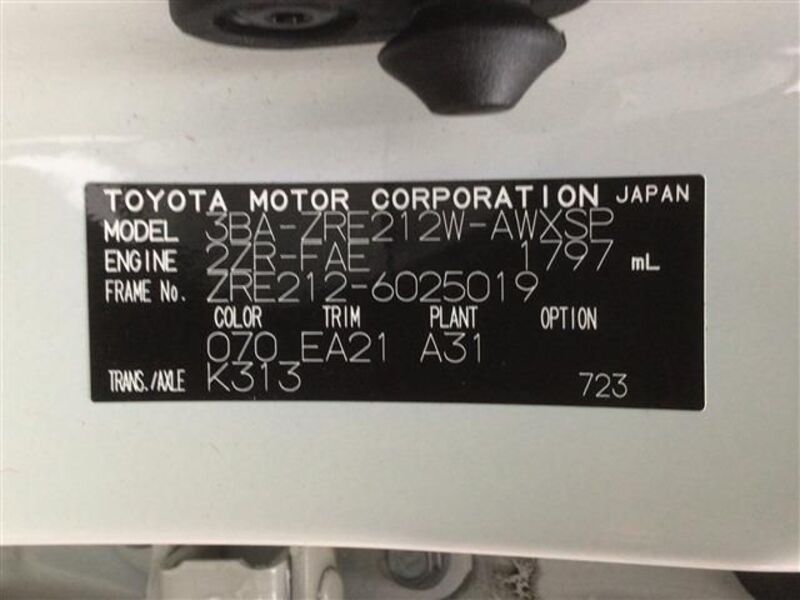 TOYOTA MOTOR CORPORATION JAPAN
MODEL 3BA-ZRE212W-AWXSP
ENGINE 2ZR-FAE 1797 mL
FRAME No. ZRE212-6025019
COLOR TRIM PLANT OPTION
070 EA21 A31
TRANS./AXLE K313 723